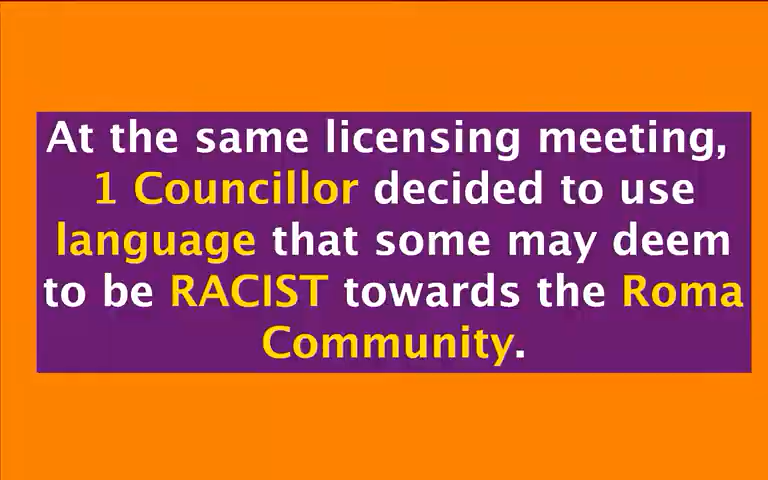 At the same licensing meeting,
1 Councillor decided to use
language that some may deem
to be RACIST towards the Roma
Community.